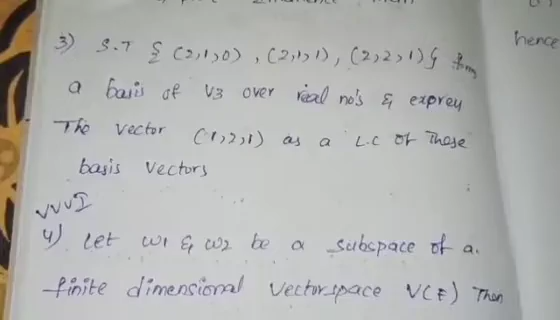 hence
3) S.T { (2,1,0) , (2,1,1) , (2,2,1) } form
a basis of V3 over real no's & exprey
The vector (1,2,1) as a L.C of These
basis vectors
VVVI
4) Let W1 & W2 be a subspace of a.
finite dimensional vectorspace V(F) Then